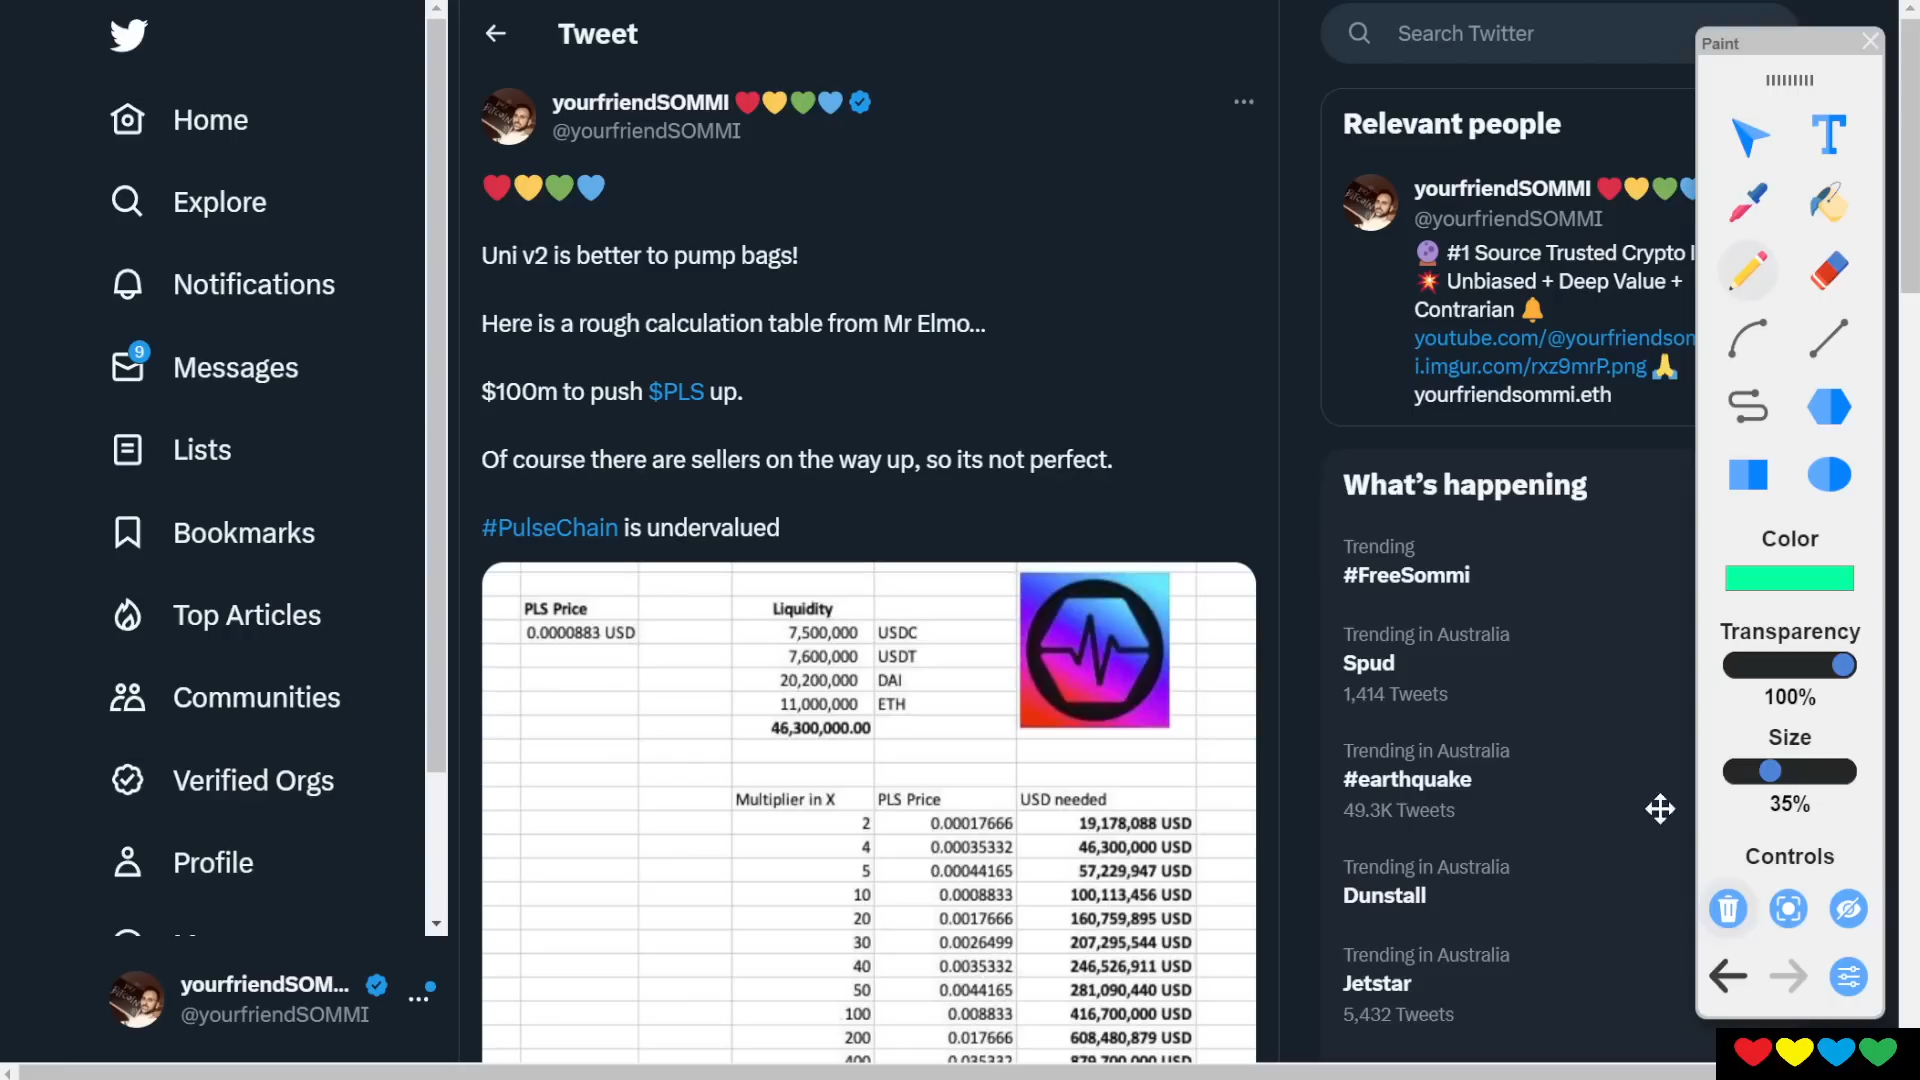 Home
Explore
Notifications
9
Messages
Lists
Bookmarks
Top Articles
Communities
Verified Orgs
Profile
yourfriendSOM...
@yourfriendSOMMI
Tweet
yourfriendSOMMI ❤️💛💚💙
@yourfriendSOMMI
❤️💛💚💙
Uni v2 is better to pump bags!
Here is a rough calculation table from Mr Elmo...
$100m to push $PLS up.
Of course there are sellers on the way up, so its not perfect.
#PulseChain is undervalued
PLS Price Liquidity
0.0000883 USD 7,500,000 USDC
7,600,000 USDT
20,200,000 DAI
11,000,000 ETH
46,300,000.00
Multiplier in X PLS Price USD needed
2 0.00017666 19,178,088 USD
4 0.00035332 46,300,000 USD
5 0.00044165 57,229,947 USD
10 0.0008833 100,113,456 USD
20 0.0017666 160,759,895 USD
30 0.0026499 207,295,544 USD
40 0.0035332 246,526,911 USD
50 0.0044165 281,090,440 USD
100 0.008833 416,700,000 USD
200 0.017666 608,480,879 USD
400 0.035332 879,700,000 USD
Search Twitter
Relevant people
yourfriendSOMMI ❤️💛💚💙
@yourfriendSOMMI
🔮 #1 Source Trusted Crypto
💥 Unbiased + Deep Value +
Contrarian 🔔
youtube.com/@yourfriendsom
i.imgur.com/rxz9mrP.png 🙏
yourfriendsommi.eth
What's happening
Trending
#FreeSommi
Trending in Australia
Spud
1,414 Tweets
Trending in Australia
#earthquake
49.3K Tweets
Trending in Australia
Dunstall
Trending in Australia
Jetstar
5,432 Tweets
Paint
T
Color
Transparency
100%
Size
35%
Controls